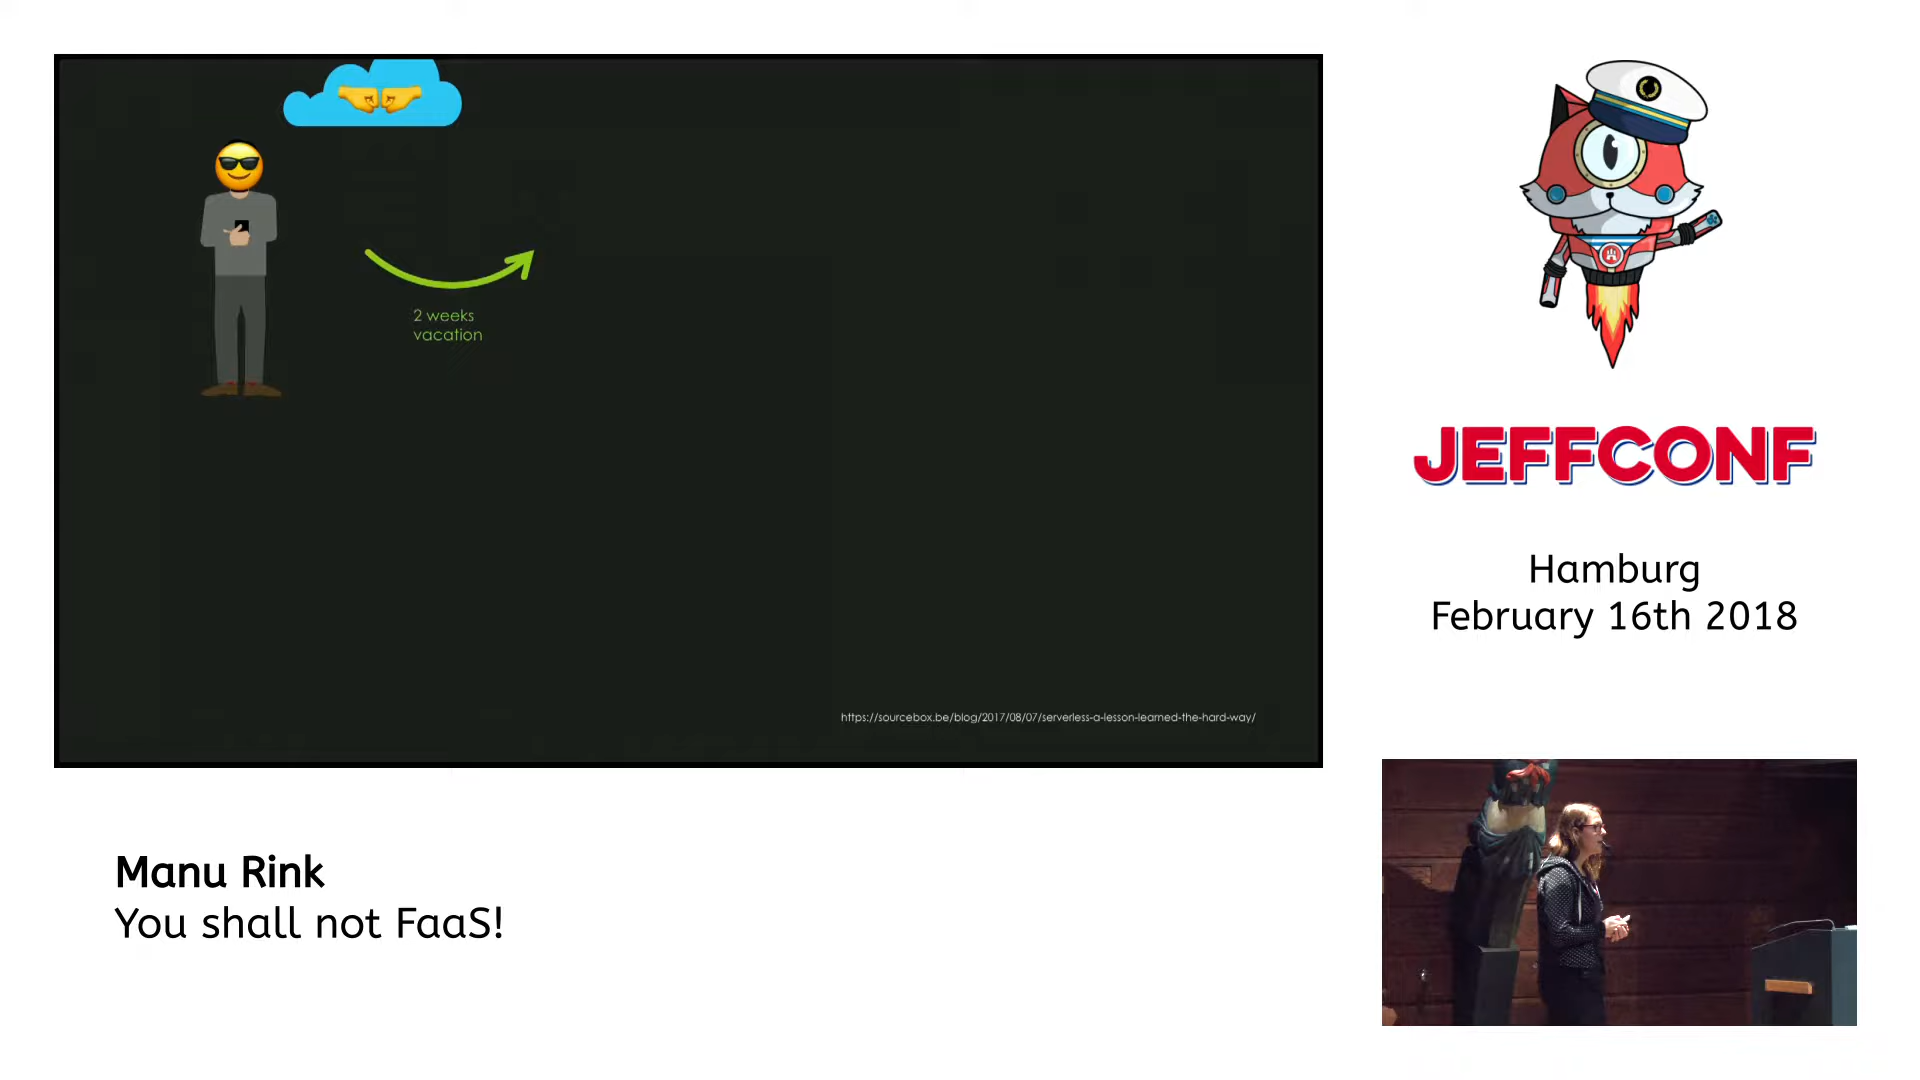 2 weeks
vacation
https://sourcebox.be/blog/2017/08/07/serverless-a-lesson-learned-the-hard-way/
JEFFCONF
Hamburg
February 16th 2018
Manu Rink
You shall not FaaS!